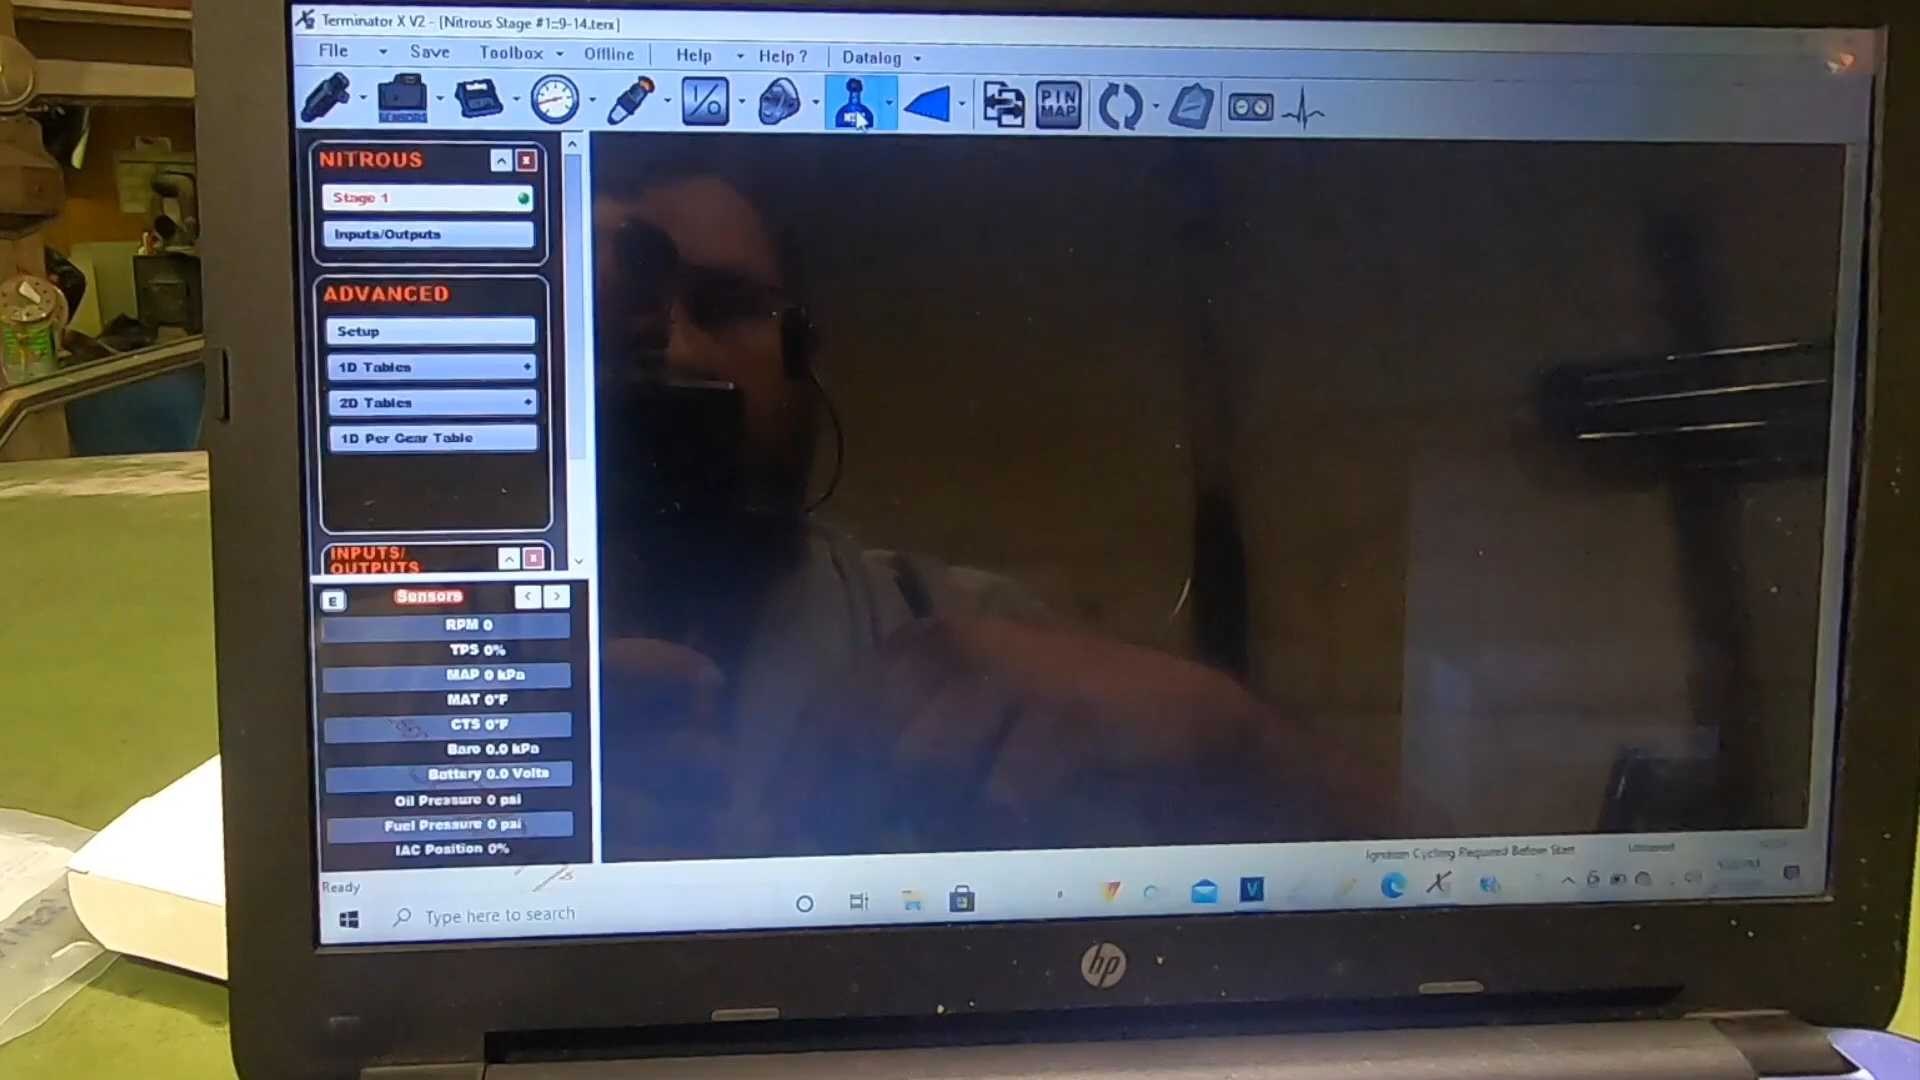 Terminator X V2 - [Nitrous Stage #1::9-14.terx]
File Save Toolbox Offline Help Help ? Datalog
SENSORS I/O PIN MAP
NITROUS
Stage 1
Inputs/Outputs
ADVANCED
Setup
1D Tables +
2D Tables +
1D Per Gear Table
INPUTS/
OUTPUTS
E Sensors < >
RPM 0
TPS 0%
MAP 0 kPa
MAT 0°F
CTS 0°F
Baro 0.0 kPa
Battery 0.0 Volts
Oil Pressure 0 psi
Fuel Pressure 0 psi
IAC Position 0%
Ignition Cycling Required Before Start
Ready
Type here to search
V
hp